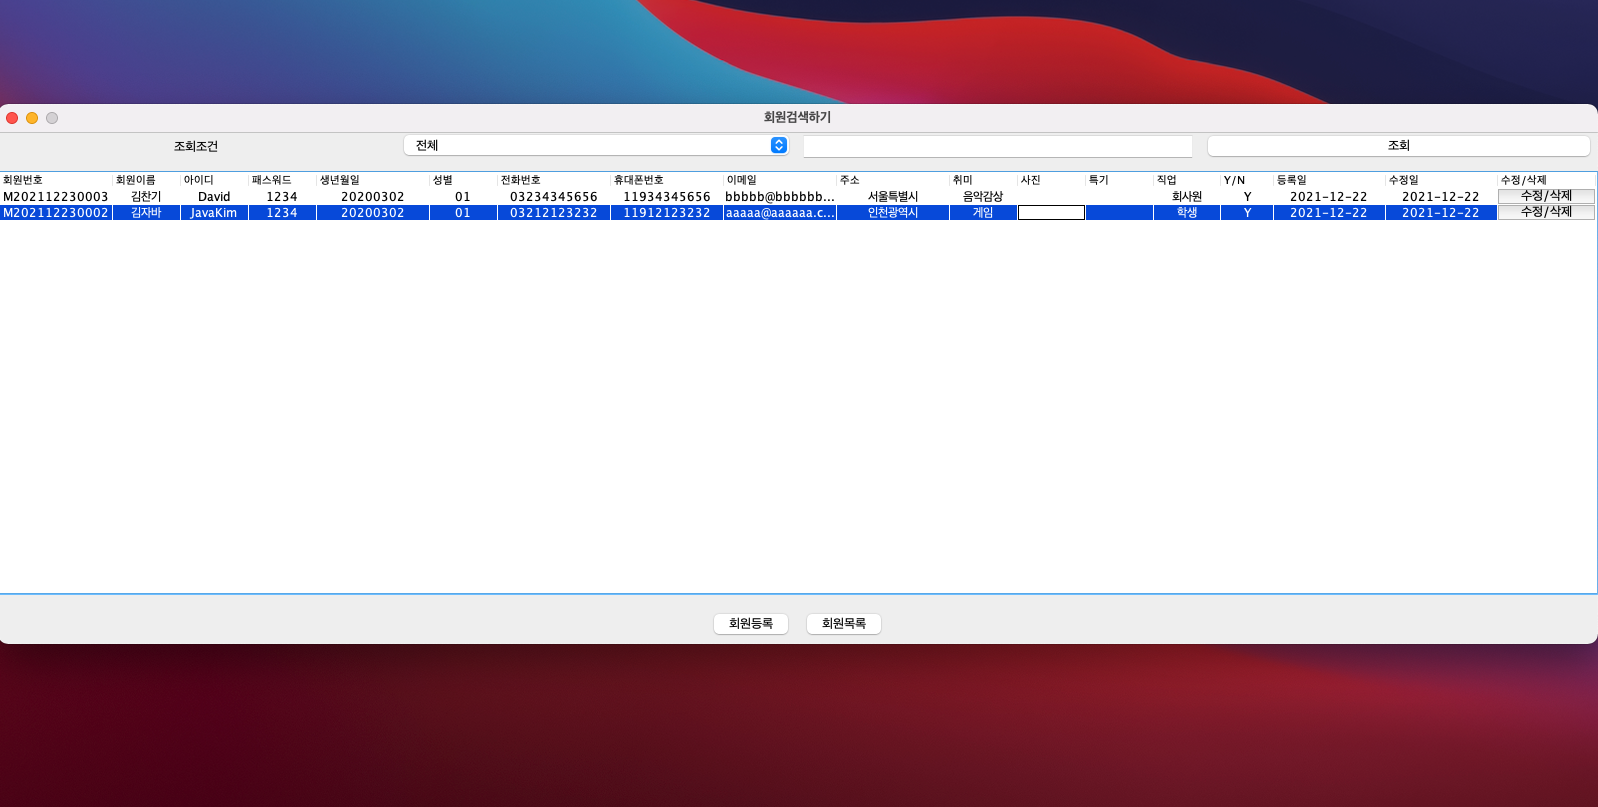 회원검색하기
조회조건 전체 조회
회원번호 회원이름 아이디 패스워드 생년월일 성별 전화번호 휴대폰번호 이메일 주소 취미 사진 특기 직업 Y/N 등록일 수정일 수정/삭제
M202112230003 김찬기 David 1234 20200302 01 03234345656 11934345656 bbbbb@bbbbbb... 서울특별시 음악감상 회사원 Y 2021-12-22 2021-12-22 수정/삭제
M202112230002 김자바 JavaKim 1234 20200302 01 03212123232 11912123232 aaaaa@aaaaaa.c... 인천광역시 게임 학생 Y 2021-12-22 2021-12-22 수정/삭제
회원등록 회원목록